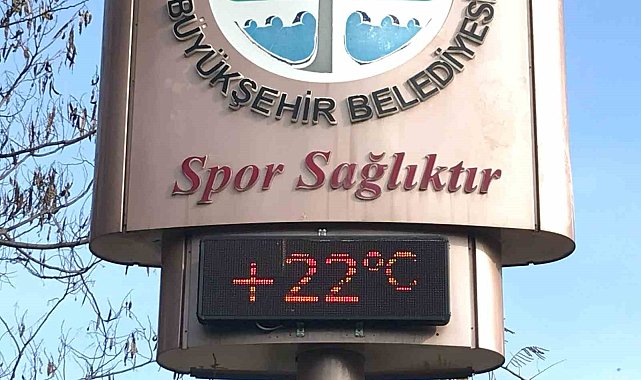 BÜYÜKŞEHİR BELEDİYESİ
Spor Sağlıktır
+22°C